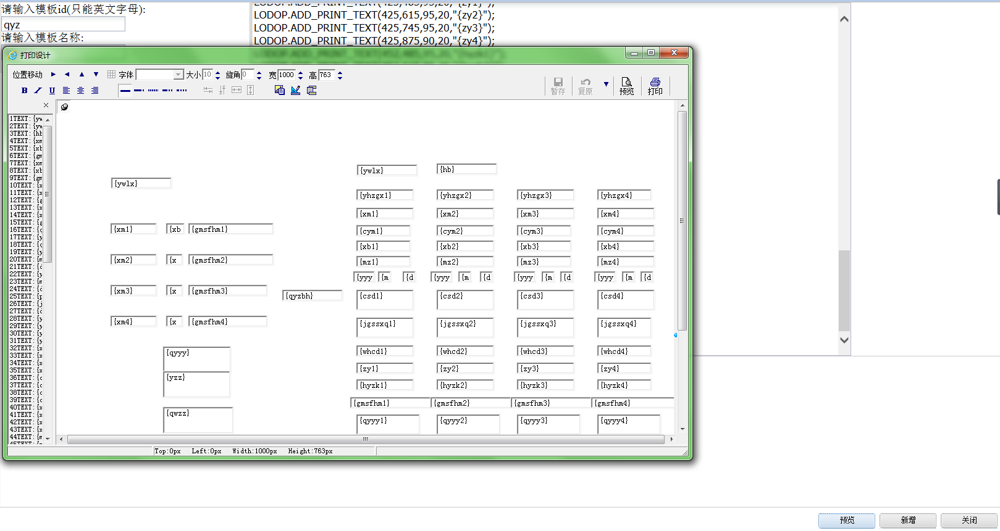 请输入模板id(只能英文字母):
qyz
请输入模板名称:
LODOP.ADD_PRINT_TEXT(425,615,95,20,"{zy2}");
LODOP.ADD_PRINT_TEXT(425,745,95,20,"{zy3}");
LODOP.ADD_PRINT_TEXT(425,875,90,20,"{zy4}");
打印设计
位置移动 字体 大小 10 旋角 0 宽 1000 高 763
B I U
暂存 复原 预览 打印
1TEXT:{yw
2TEXT:{yw
3TEXT:{hb
4TEXT:{xm
5TEXT:{xb
6TEXT:{gm
7TEXT:{xm
8TEXT:{xb
9TEXT:{gm
10TEXT:{x
11TEXT:{x
12TEXT:{g
13TEXT:{x
14TEXT:{x
15TEXT:{g
16TEXT:{c
17TEXT:{y
18TEXT:{c
19TEXT:{y
20TEXT:{m
21TEXT:{d
22TEXT:{y
23TEXT:{m
24TEXT:{d
25TEXT:{p
26TEXT:{j
27TEXT:{d
28TEXT:{y
29TEXT:{y
30TEXT:{y
31TEXT:{y
32TEXT:{x
33TEXT:{x
34TEXT:{x
35TEXT:{x
36TEXT:{c
37TEXT:{c
38TEXT:{c
39TEXT:{c
40TEXT:{x
41TEXT:{x
42TEXT:{x
43TEXT:{x
44TEXT:{m
{ywlx} {hb}
{ywlx}
{yhzgx1} {yhzgx2} {yhzgx3} {yhzgx4}
{xm1} {xm2} {xm3} {xm4}
{xm1} {xb {gmsfhm1} {cym1} {cym2} {cym3} {cym4}
{xb1} {xb2} {xb3} {xb4}
{xm2} {x {gmsfhm2} {mz1} {mz2} {mz3} {mz4}
{yyy {m {d {yyy {m {d {yyy {m {d {yyy {m {d
{xm3} {x {gmsfhm3} {qyzbh} {csd1} {csd2} {csd3} {csd4}
{xm4} {x {gmsfhm4} {jgssxq1} {jgssxq2} {jgssxq3} {jgssxq4}
{qyyy} {whcd1} {whcd2} {whcd3} {whcd4}
{yzz} {zy1} {zy2} {zy3} {zy4}
{hyzk1} {hyzk2} {hyzk3} {hyzk4}
{gmsfhm1} {gmsfhm2} {gmsfhm3} {gmsfhm4}
{qwzz} {qyyy1} {qyyy2} {qyyy3} {qyyy4}
Top:0px Left:0px Width:1000px Height:763px
预览 新增 关闭